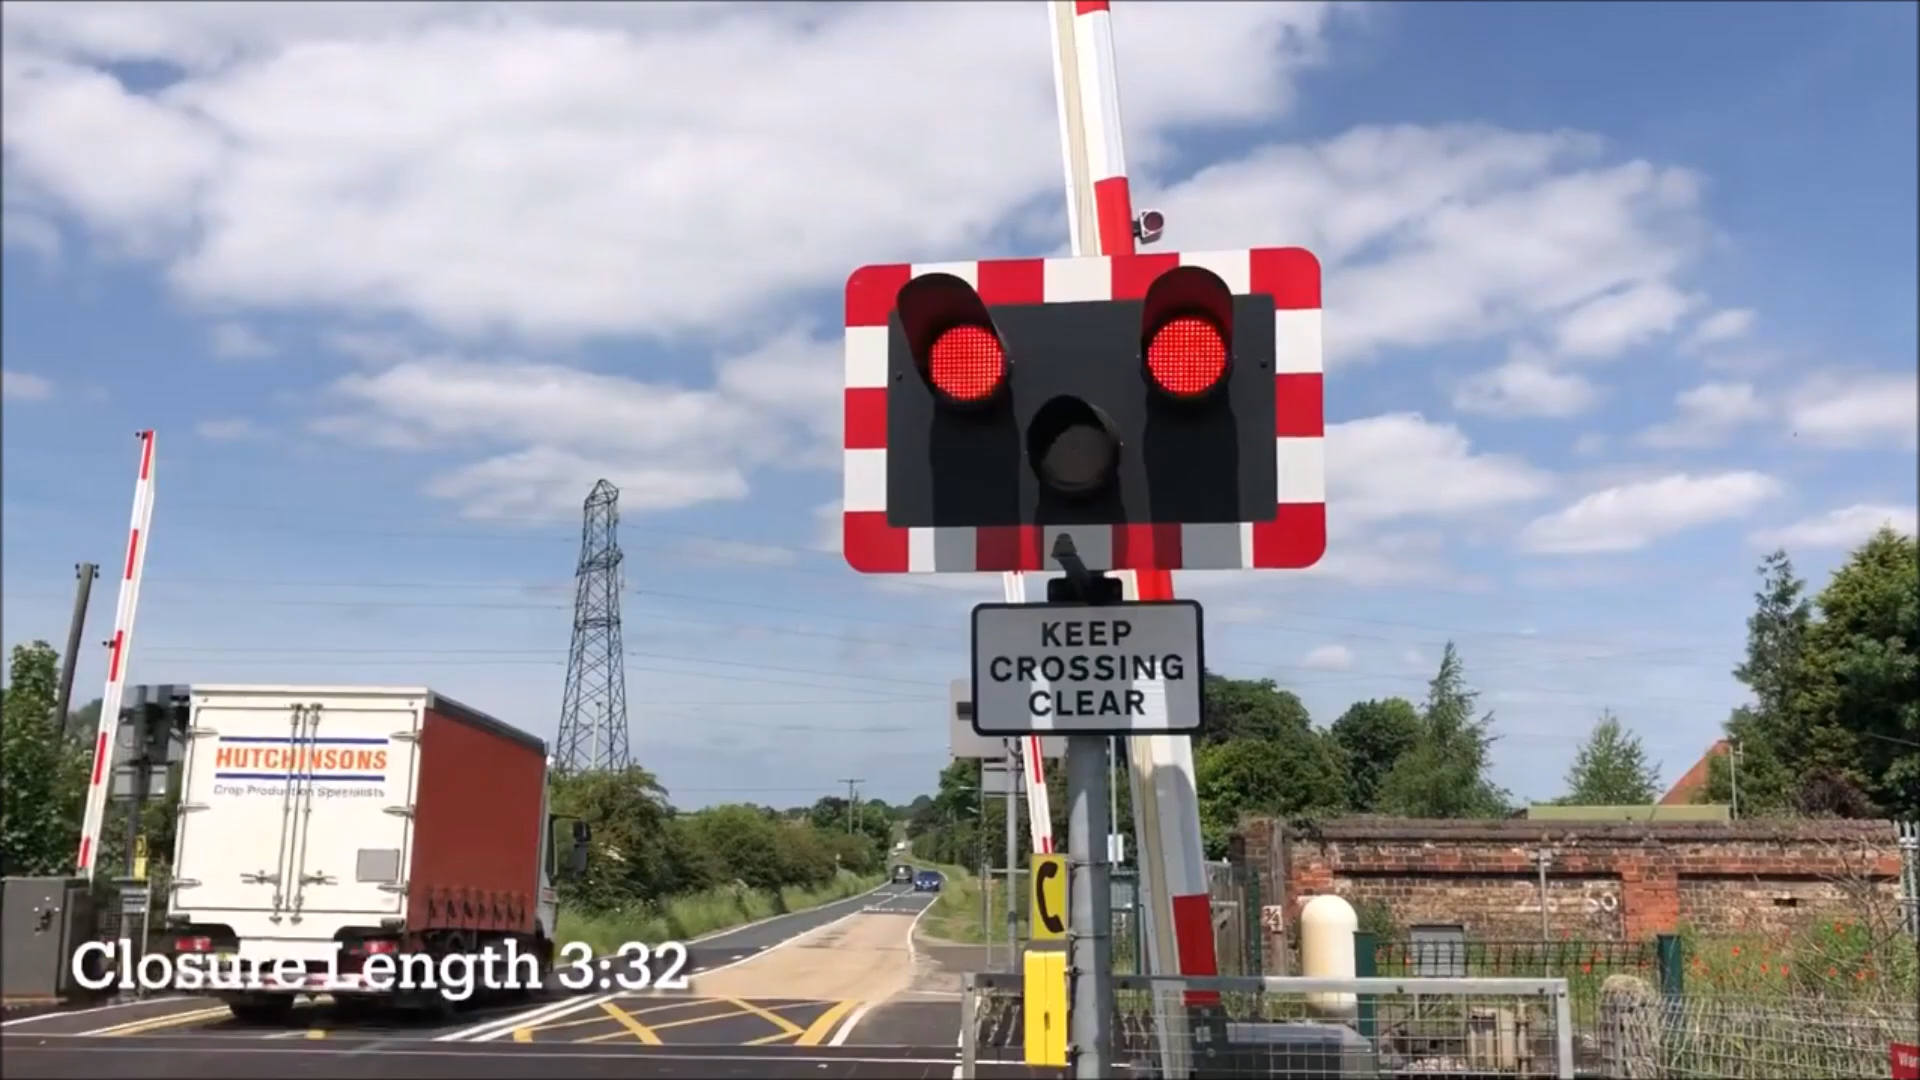 KEEP
CROSSING
CLEAR
HUTCHINSONS
Crop Production Specialists
Closure Length 3:32